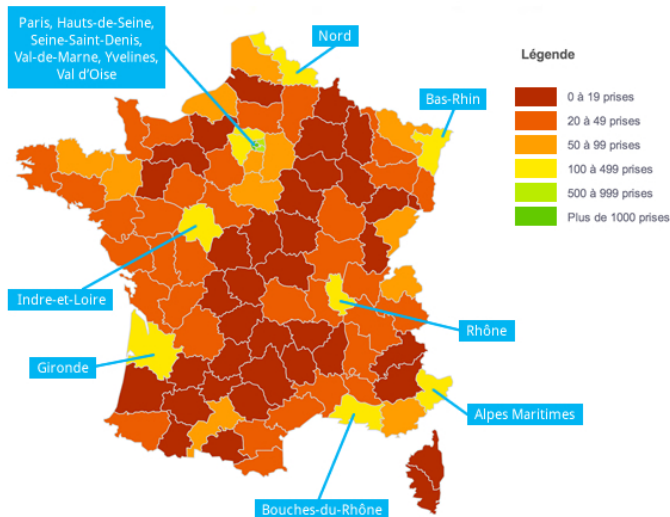 Paris, Hauts-de-Seine,
Seine-Saint-Denis,
Val-de-Marne, Yvelines,
Val d'Oise
Nord
Légende
Bas-Rhin
0 à 19 prises
20 à 49 prises
50 à 99 prises
100 à 499 prises
500 à 999 prises
Plus de 1000 prises
Indre-et-Loire
Rhône
Gironde
Alpes Maritimes
Bouches-du-Rhône